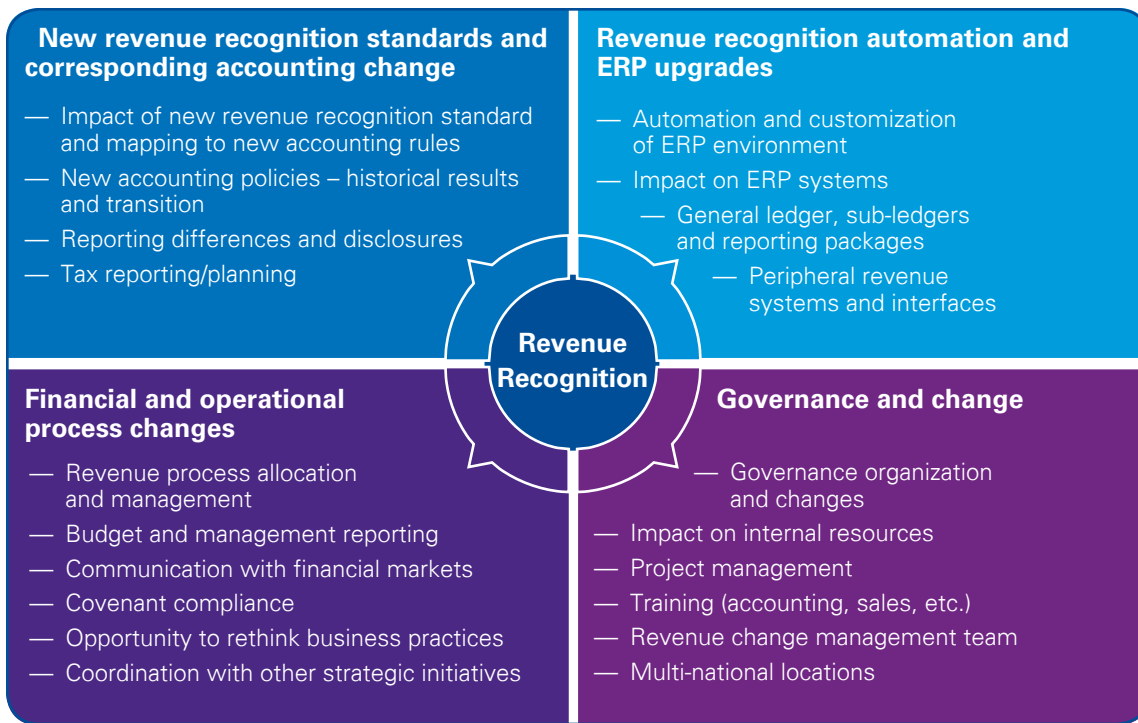 New revenue recognition standards and
corresponding accounting change
— Impact of new revenue recognition standard
and mapping to new accounting rules
— New accounting policies – historical results
and transition
— Reporting differences and disclosures
— Tax reporting/planning
Revenue recognition automation and
ERP upgrades
— Automation and customization
of ERP environment
— Impact on ERP systems
— General ledger, sub-ledgers
and reporting packages
— Peripheral revenue
systems and interfaces
Revenue
Recognition
Financial and operational
process changes
— Revenue process allocation
and management
— Budget and management reporting
— Communication with financial markets
— Covenant compliance
— Opportunity to rethink business practices
— Coordination with other strategic initiatives
Governance and change
— Governance organization
and changes
— Impact on internal resources
— Project management
— Training (accounting, sales, etc.)
— Revenue change management team
— Multi-national locations